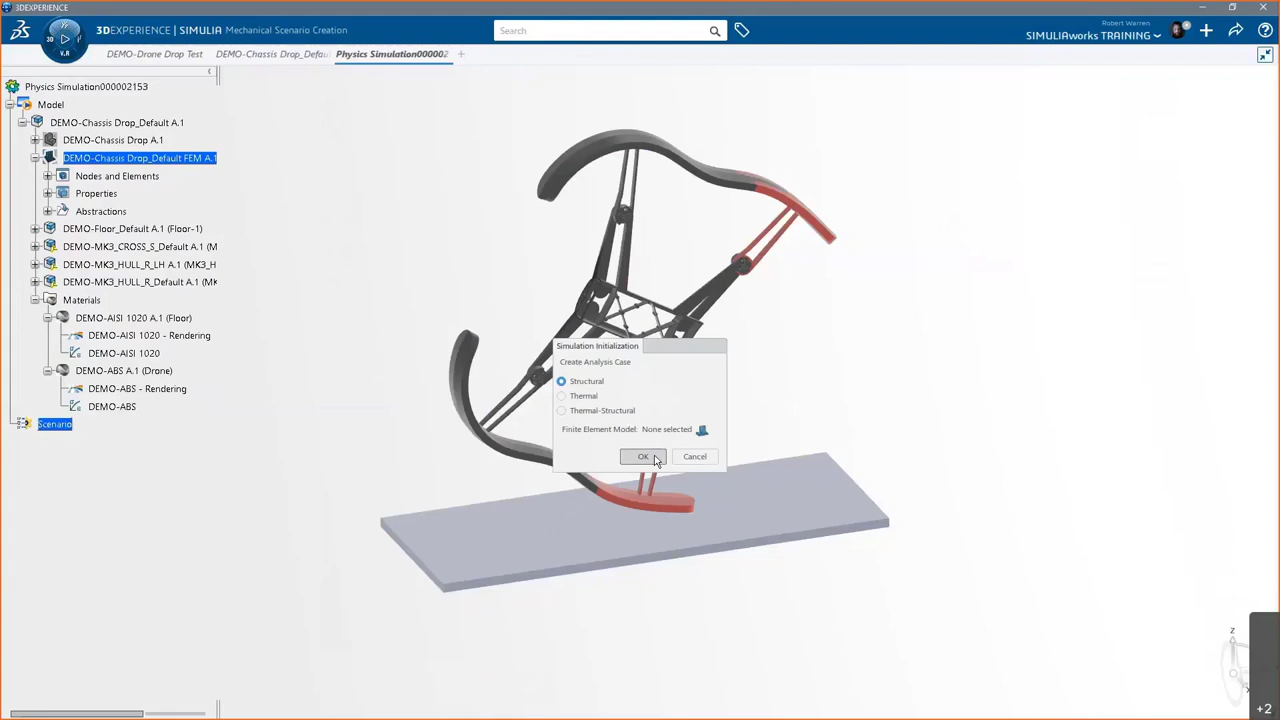 3DEXPERIENCE
3DEXPERIENCE | SIMULIA Mechanical Scenario Creation
Search
Robert Warren
SIMULIAworks TRAINING
3D
V.R
DEMO-Drone Drop Test
DEMO-Chassis Drop_Defau
Physics Simulation000002
Physics Simulation000002153
Model
DEMO-Chassis Drop_Default A.1
DEMO-Chassis Drop A.1
DEMO-Chassis Drop_Default FEM A.1
Nodes and Elements
Properties
Abstractions
DEMO-Floor_Default A.1 (Floor-1)
DEMO-MK3_CROSS_S_Default A.1 (M
DEMO-MK3_HULL_R_LH A.1 (MK3_H
DEMO-MK3_HULL_R_Default A.1 (MK
Materials
DEMO-AISI 1020 A.1 (Floor)
DEMO-AISI 1020 - Rendering
DEMO-AISI 1020
DEMO-ABS A.1 (Drone)
DEMO-ABS - Rendering
DEMO-ABS
Scenario
Simulation Initialization
Create Analysis Case
Structural
Thermal
Thermal-Structural
Finite Element Model: None selected
OK
Cancel
Z
+2